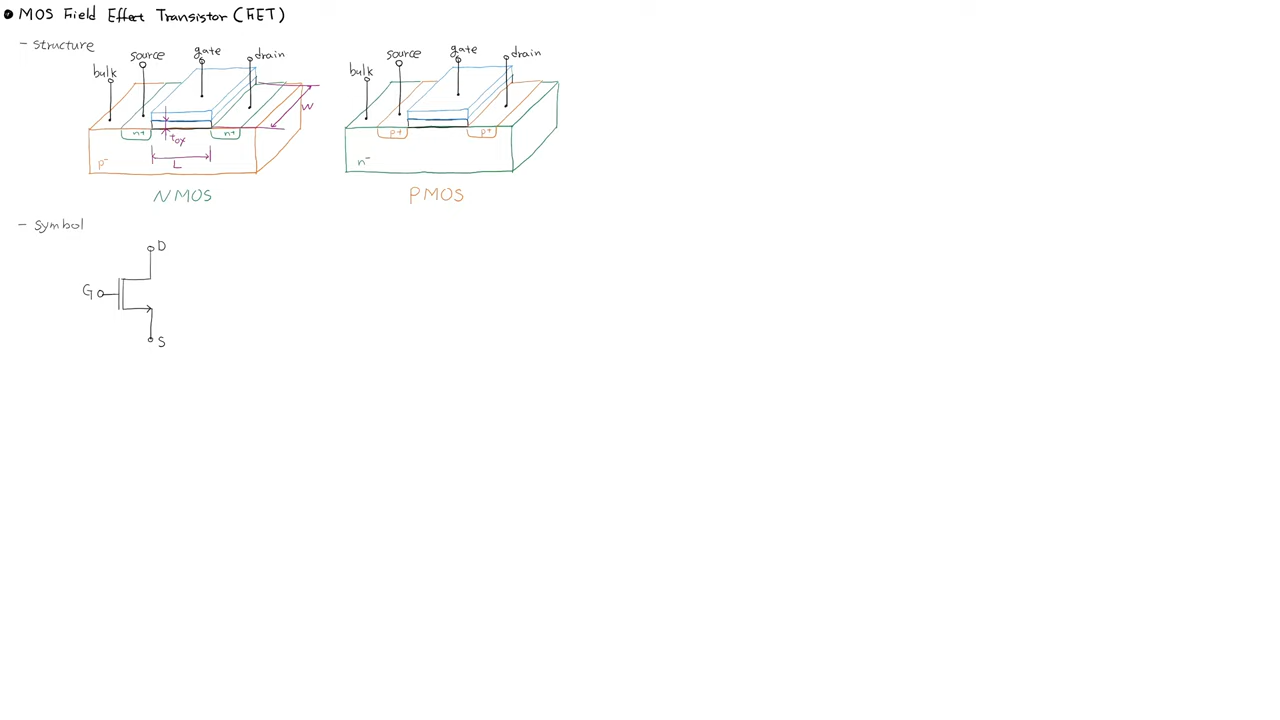 • MOS Field Effect Transistor (FET)
- structure
bulk source gate drain
W
n+ tox n+
L
p-
NMOS
bulk source gate drain
p+ p+
n-
PMOS
- symbol
D
G
S